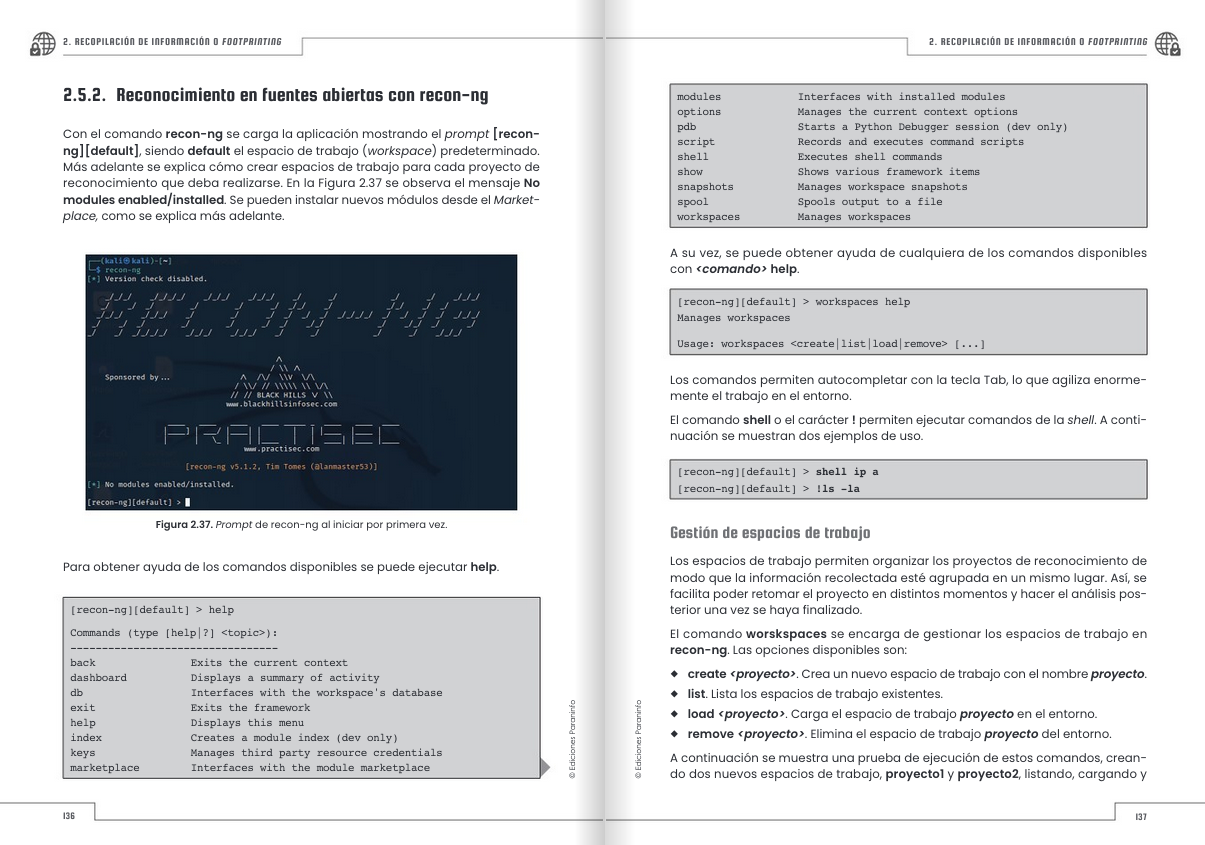 2. RECOPILACIÓN DE INFORMACIÓN O FOOTPRINTING
2.5.2. Reconocimiento en fuentes abiertas con recon-ng
Con el comando recon-ng se carga la aplicación mostrando el prompt [recon-
ng][default], siendo default el espacio de trabajo (workspace) predeterminado.
Más adelante se explica cómo crear espacios de trabajo para cada proyecto de
reconocimiento que deba realizarse. En la Figura 2.37 se observa el mensaje No
modules enabled/installed. Se pueden instalar nuevos módulos desde el Market-
place, como se explica más adelante.
(kali㉿kali)-[~]
$ recon-ng
[*] Version check disabled.
RECON-NG
Sponsored by...
// // BLACK HILLS \/ \\
www.blackhillsinfosec.com
PRACTISEC
www.practisec.com
[recon-ng v5.1.2, Tim Tomes (@lanmaster53)]
[*] No modules enabled/installed.
[recon-ng][default] >
Figura 2.37. Prompt de recon-ng al iniciar por primera vez.
Para obtener ayuda de los comandos disponibles se puede ejecutar help.
[recon-ng][default] > help
Commands (type [help|?] <topic>):
---------------------------------
back Exits the current context
dashboard Displays a summary of activity
db Interfaces with the workspace's database
exit Exits the framework
help Displays this menu
index Creates a module index (dev only)
keys Manages third party resource credentials
marketplace Interfaces with the module marketplace
© Ediciones Paraninfo
136
2. RECOPILACIÓN DE INFORMACIÓN O FOOTPRINTING
modules Interfaces with installed modules
options Manages the current context options
pdb Starts a Python Debugger session (dev only)
script Records and executes command scripts
shell Executes shell commands
show Shows various framework items
snapshots Manages workspace snapshots
spool Spools output to a file
workspaces Manages workspaces
A su vez, se puede obtener ayuda de cualquiera de los comandos disponibles
con <comando> help.
[recon-ng][default] > workspaces help
Manages workspaces
Usage: workspaces <create|list|load|remove> [...]
Los comandos permiten autocompletar con la tecla Tab, lo que agiliza enorme-
mente el trabajo en el entorno.
El comando shell o el carácter ! permiten ejecutar comandos de la shell. A conti-
nuación se muestran dos ejemplos de uso.
[recon-ng][default] > shell ip a
[recon-ng][default] > !ls -la
Gestión de espacios de trabajo
Los espacios de trabajo permiten organizar los proyectos de reconocimiento de
modo que la información recolectada esté agrupada en un mismo lugar. Así, se
facilita poder retomar el proyecto en distintos momentos y hacer el análisis pos-
terior una vez se haya finalizado.
El comando worskspaces se encarga de gestionar los espacios de trabajo en
recon-ng. Las opciones disponibles son:
◆ create <proyecto>. Crea un nuevo espacio de trabajo con el nombre proyecto.
◆ list. Lista los espacios de trabajo existentes.
◆ load <proyecto>. Carga el espacio de trabajo proyecto en el entorno.
◆ remove <proyecto>. Elimina el espacio de trabajo proyecto del entorno.
A continuación se muestra una prueba de ejecución de estos comandos, crean-
do dos nuevos espacios de trabajo, proyecto1 y proyecto2, listando, cargando y
© Ediciones Paraninfo
137